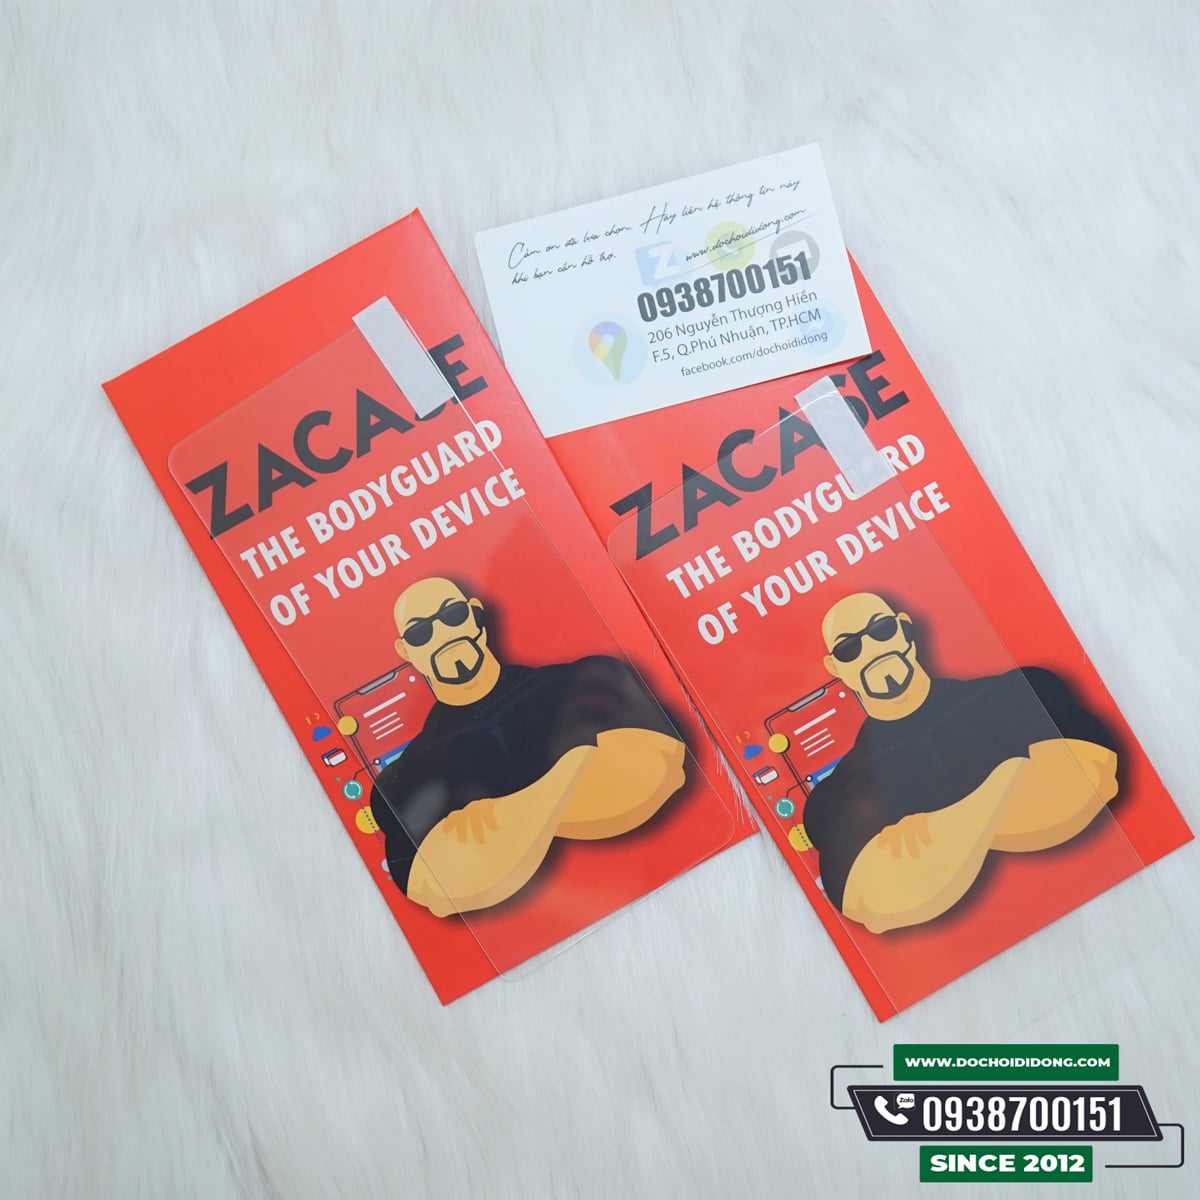 Cảm ơn đã lựa chọn. Hãy liên hệ thông tin này
khi bạn cần hỗ trợ.
www.dochoididong.com
0938700151
206 Nguyễn Thượng Hiền
F.5, Q.Phú Nhuận, TP.HCM
facebook.com/dochoididong
ZACASE
THE BODYGUARD
OF YOUR DEVICE
ZACASE
THE BODYGUARD
OF YOUR DEVICE
WWW.DOCHOIDIDONG.COM
Zalo
0938700151
SINCE 2012